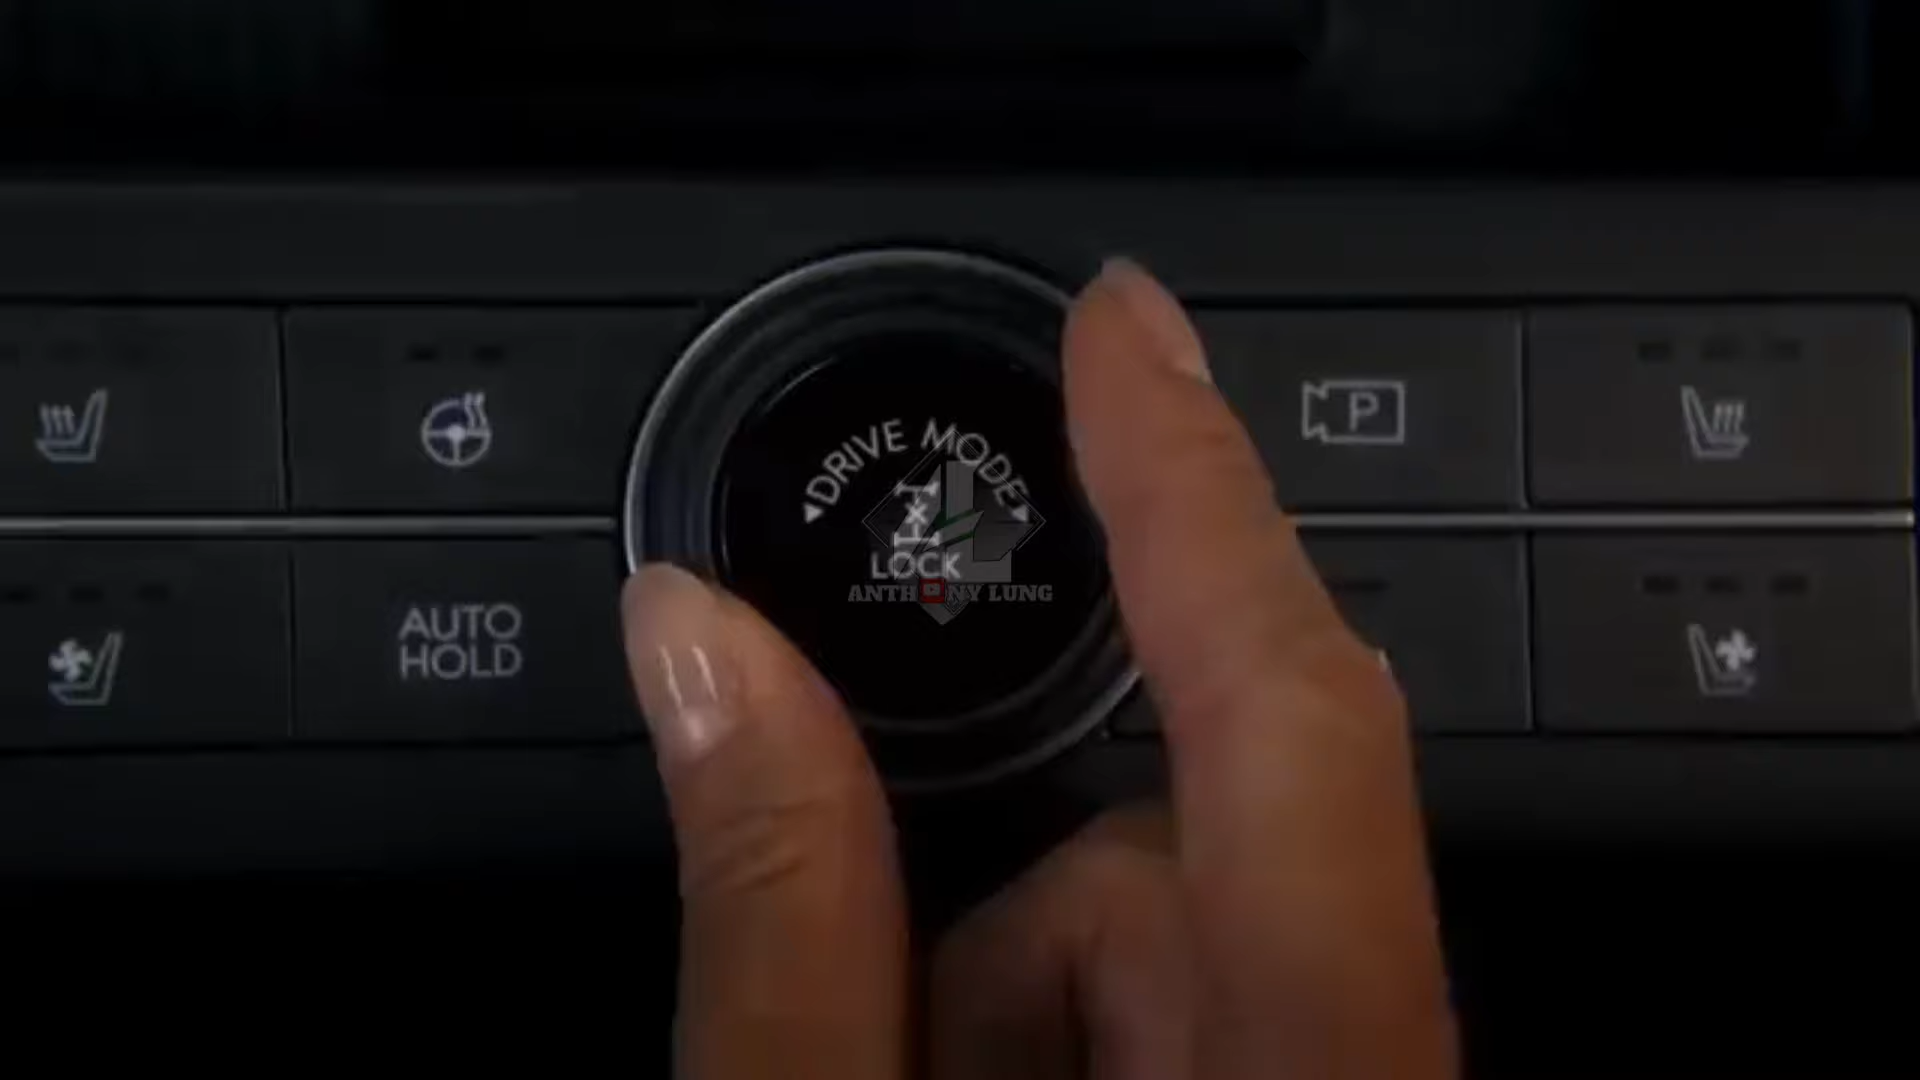 DRIVE MODE
LOCK
ANTHONY LUNG
P
AUTO
HOLD